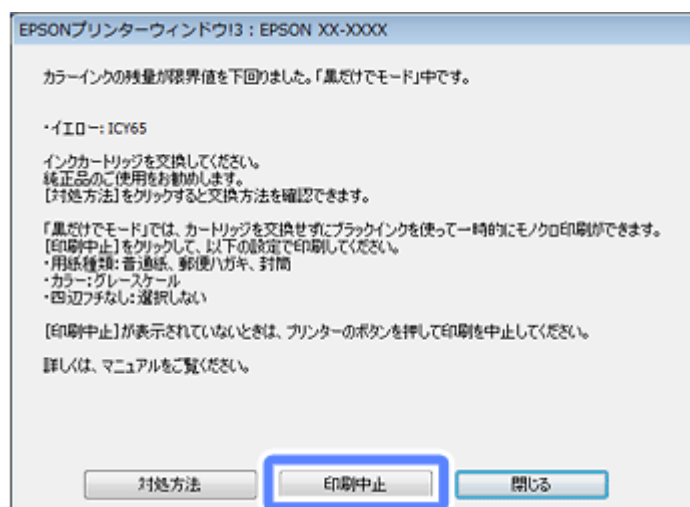 EPSONプリンターウィンドウ!3 : EPSON XX-XXXX
カラーインクの残量が限界値を下回りました。「黒だけでモード」中です。
・イエロー: ICY65
インクカートリッジを交換してください。
純正品のご使用をお勧めします。
[対処方法]をクリックすると交換方法を確認できます。
「黒だけでモード」では、カートリッジを交換せずにブラックインクを使って一時的にモノクロ印刷ができます。
[印刷中止]をクリックして、以下の設定で印刷してください。
・用紙種類: 普通紙、郵便ハガキ、封筒
・カラー: グレースケール
・四辺フチなし: 選択しない
[印刷中止]が表示されていないときは、プリンターのボタンを押して印刷を中止してください。
詳しくは、マニュアルをご覧ください。
対処方法
印刷中止
閉じる